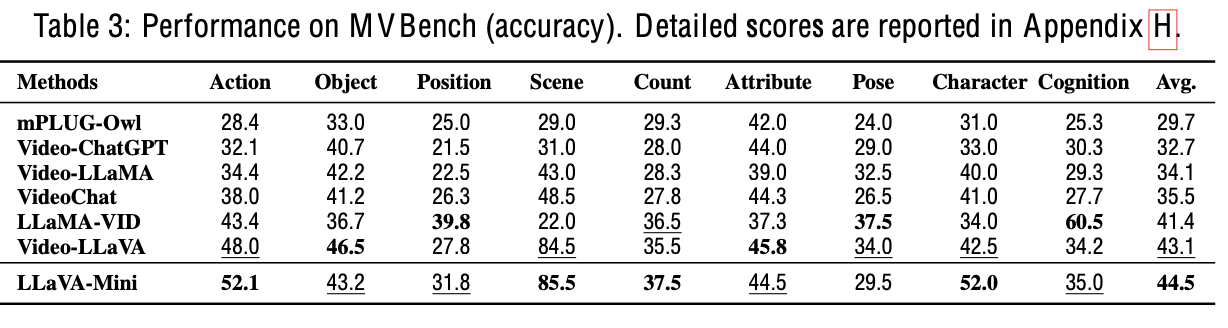 Table 3: Performance on MVBench (accuracy). Detailed scores are reported in Appendix H.
Methods Action Object Position Scene Count Attribute Pose Character Cognition Avg.
mPLUG-Owl 28.4 33.0 25.0 29.0 29.3 42.0 24.0 31.0 25.3 29.7
Video-ChatGPT 32.1 40.7 21.5 31.0 28.0 44.0 29.0 33.0 30.3 32.7
Video-LLaMA 34.4 42.2 22.5 43.0 28.3 39.0 32.5 40.0 29.3 34.1
VideoChat 38.0 41.2 26.3 48.5 27.8 44.3 26.5 41.0 27.7 35.5
LLaMA-VID 43.4 36.7 39.8 22.0 36.5 37.3 37.5 34.0 60.5 41.4
Video-LLaVA 48.0 46.5 27.8 84.5 35.5 45.8 34.0 42.5 34.2 43.1
LLaVA-Mini 52.1 43.2 31.8 85.5 37.5 44.5 29.5 52.0 35.0 44.5